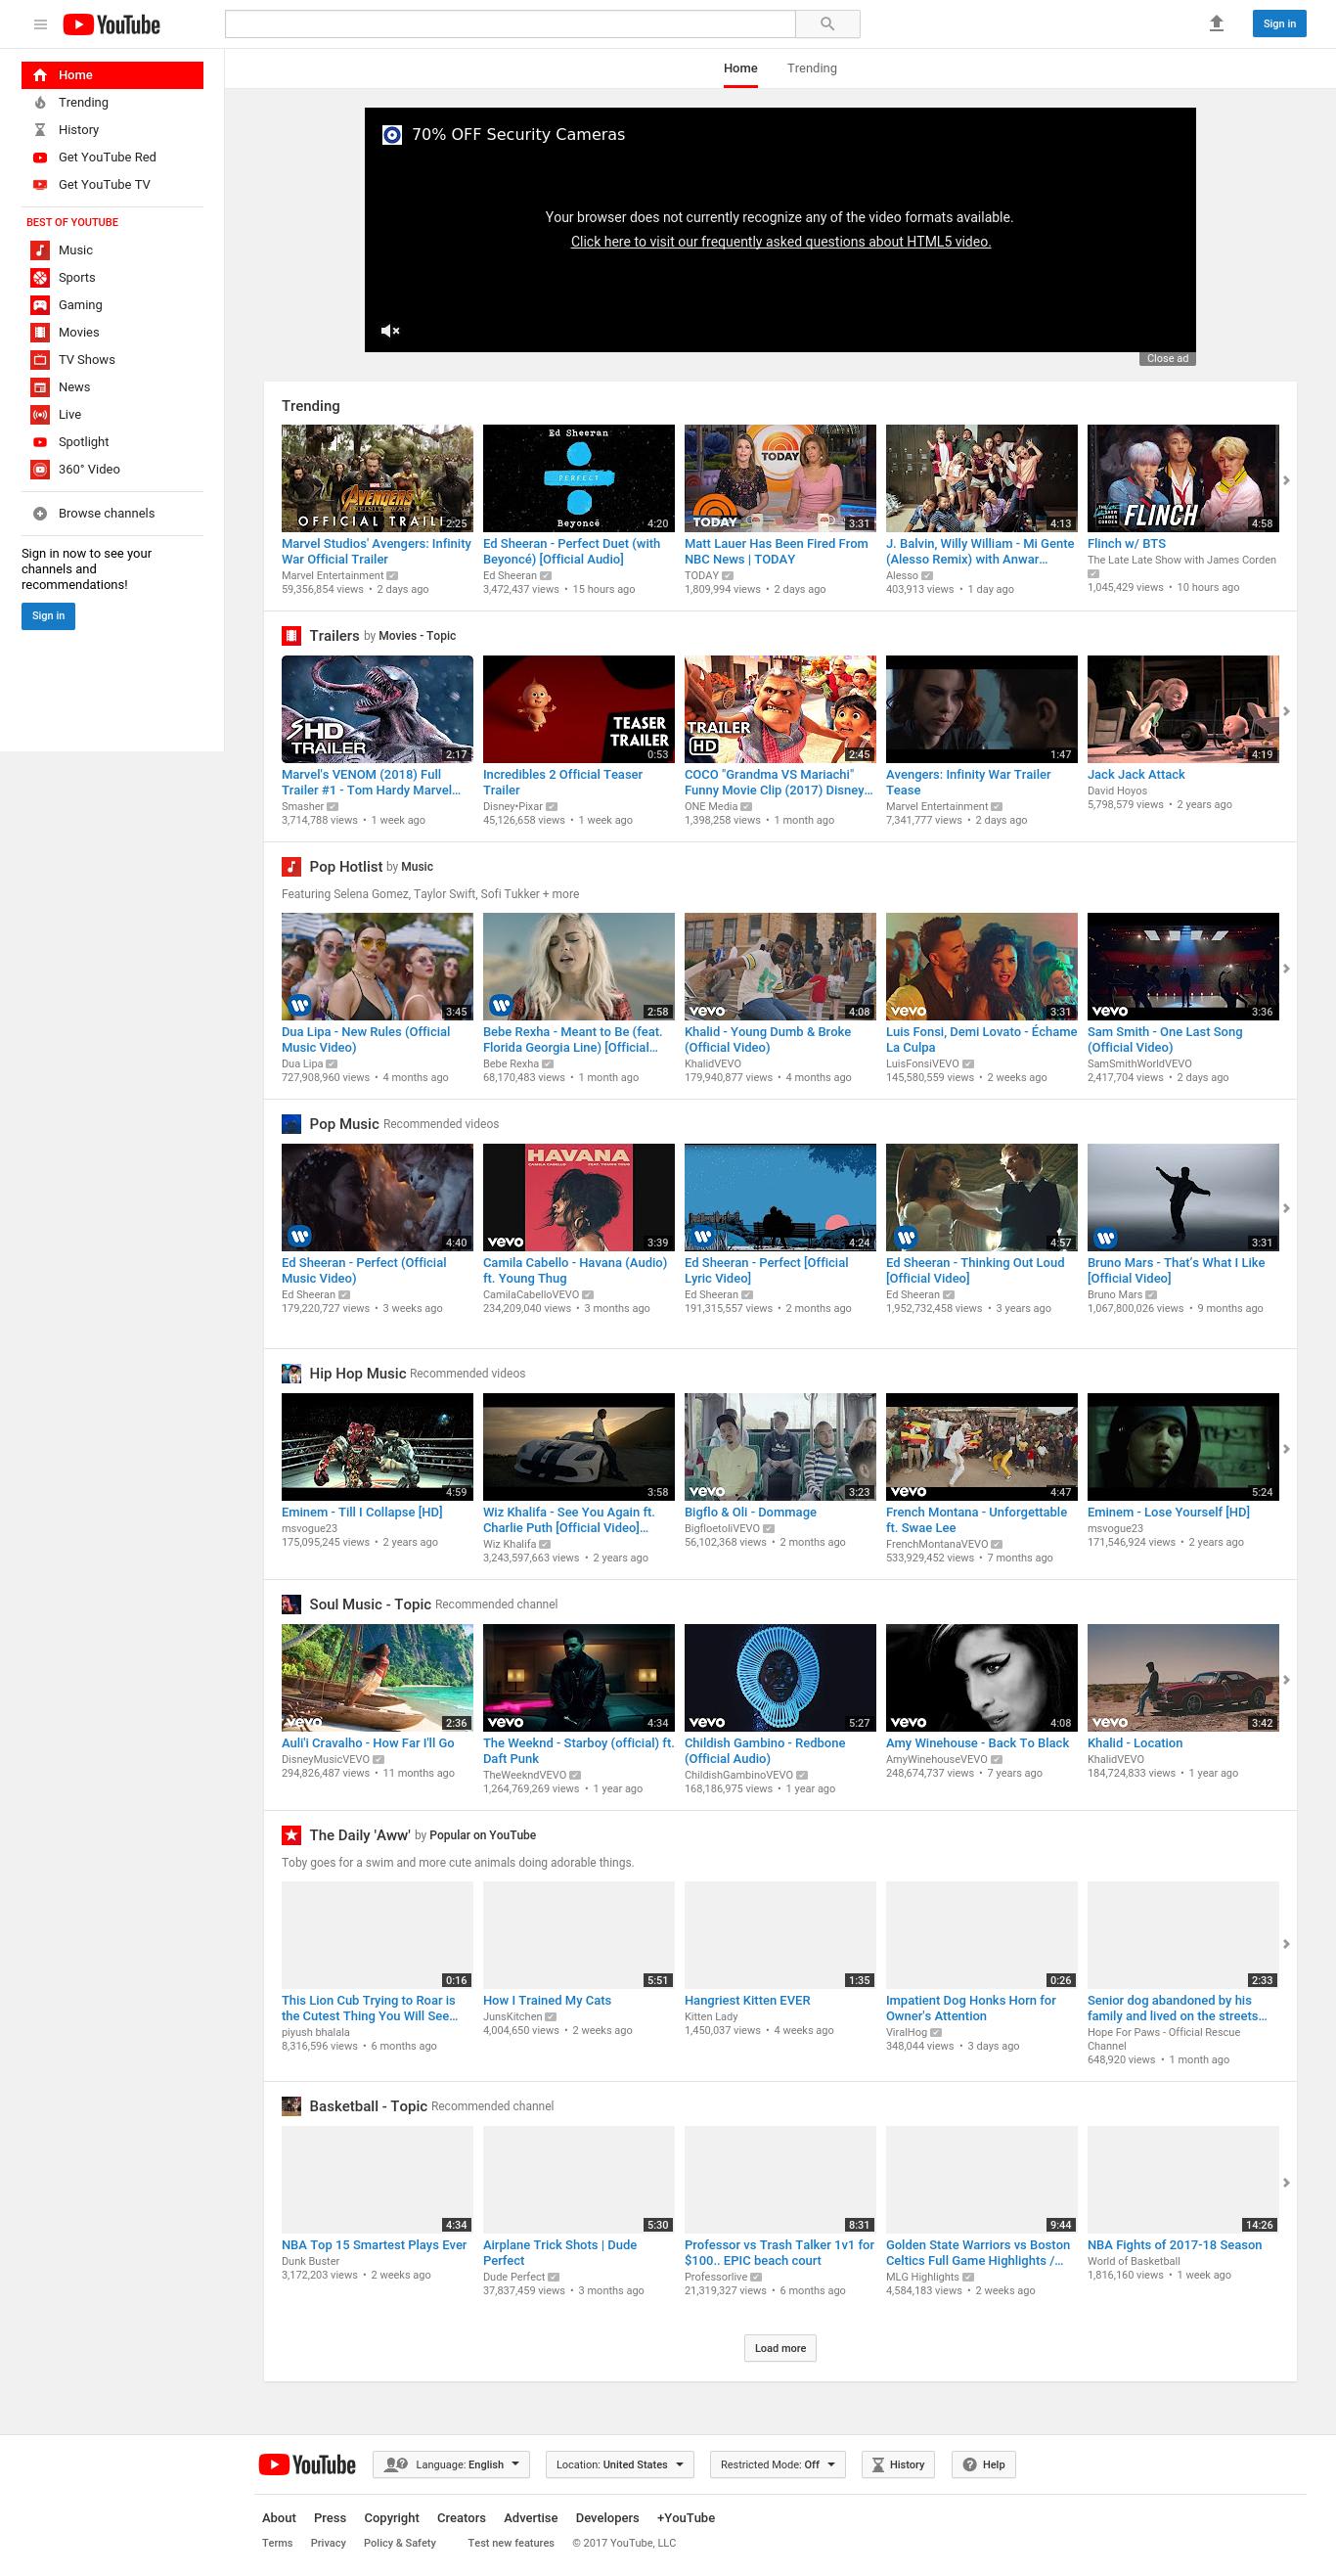 YouTube
Sign in
Home
Trending
History
Get YouTube Red
Get YouTube TV
BEST OF YOUTUBE
Music
Sports
Gaming
Movies
TV Shows
News
Live
Spotlight
360° Video
Browse channels
Sign in now to see your
channels and
recommendations!
Sign in
Home Trending
70% OFF Security Cameras
Your browser does not currently recognize any of the video formats available.
Click here to visit our frequently asked questions about HTML5 video.
Close ad
Trending
AVENGERS
INFINITY WAR
OFFICIAL TRAIL
2:25
Marvel Studios' Avengers: Infinity
War Official Trailer
Marvel Entertainment
59,356,854 views • 2 days ago
Ed Sheeran
PERFECT
Beyoncé
4:20
Ed Sheeran - Perfect Duet (with
Beyoncé) [Official Audio]
Ed Sheeran
3,472,437 views • 15 hours ago
TODAY
TODAY
3:31
Matt Lauer Has Been Fired From
NBC News | TODAY
TODAY
1,809,994 views • 2 days ago
4:13
J. Balvin, Willy William - Mi Gente
(Alesso Remix) with Anwar...
Alesso
403,913 views • 1 day ago
FLINCH
4:58
Flinch w/ BTS
The Late Late Show with James Corden
1,045,429 views • 10 hours ago
Trailers by Movies - Topic
HD
TRAILER
2:17
Marvel's VENOM (2018) Full
Trailer #1 - Tom Hardy Marvel...
Smasher
3,714,788 views • 1 week ago
TEASER
TRAILER
0:53
Incredibles 2 Official Teaser
Trailer
Disney•Pixar
45,126,658 views • 1 week ago
TRAILER
HD
2:45
COCO "Grandma VS Mariachi"
Funny Movie Clip (2017) Disney...
ONE Media
1,398,258 views • 1 month ago
1:47
Avengers: Infinity War Trailer
Tease
Marvel Entertainment
7,341,777 views • 2 days ago
4:19
Jack Jack Attack
David Hoyos
5,798,579 views • 2 years ago
Pop Hotlist by Music
Featuring Selena Gomez, Taylor Swift, Sofi Tukker + more
3:45
Dua Lipa - New Rules (Official
Music Video)
Dua Lipa
727,908,960 views • 4 months ago
2:58
Bebe Rexha - Meant to Be (feat.
Florida Georgia Line) [Official...
Bebe Rexha
68,170,483 views • 1 month ago
vevo
4:08
Khalid - Young Dumb & Broke
(Official Video)
KhalidVEVO
179,940,877 views • 4 months ago
vevo
3:31
Luis Fonsi, Demi Lovato - Échame
La Culpa
LuisFonsiVEVO
145,580,559 views • 2 weeks ago
vevo
3:36
Sam Smith - One Last Song
(Official Video)
SamSmithWorldVEVO
2,417,704 views • 2 days ago
Pop Music Recommended videos
4:40
Ed Sheeran - Perfect (Official
Music Video)
Ed Sheeran
179,220,727 views • 3 weeks ago
HAVANA
CAMILA CABELLO FEAT. YOUNG THUG
vevo
3:39
Camila Cabello - Havana (Audio)
ft. Young Thug
CamilaCabelloVEVO
234,209,040 views • 3 months ago
4:24
Ed Sheeran - Perfect [Official
Lyric Video]
Ed Sheeran
191,315,557 views • 2 months ago
4:57
Ed Sheeran - Thinking Out Loud
[Official Video]
Ed Sheeran
1,952,732,458 views • 3 years ago
3:31
Bruno Mars - That's What I Like
[Official Video]
Bruno Mars
1,067,800,026 views • 9 months ago
Hip Hop Music Recommended videos
4:59
Eminem - Till I Collapse [HD]
msvogue23
175,095,245 views • 2 years ago
3:58
Wiz Khalifa - See You Again ft.
Charlie Puth [Official Video]...
Wiz Khalifa
3,243,597,663 views • 2 years ago
vevo
3:23
Bigflo & Oli - Dommage
BigfloetoliVEVO
56,102,368 views • 2 months ago
vevo
4:47
French Montana - Unforgettable
ft. Swae Lee
FrenchMontanaVEVO
533,929,452 views • 7 months ago
5:24
Eminem - Lose Yourself [HD]
msvogue23
171,546,924 views • 2 years ago
Soul Music - Topic Recommended channel
vevo
2:36
Auli'i Cravalho - How Far I'll Go
DisneyMusicVEVO
294,826,487 views • 11 months ago
vevo
4:34
The Weeknd - Starboy (official) ft.
Daft Punk
TheWeekndVEVO
1,264,769,269 views • 1 year ago
vevo
5:27
Childish Gambino - Redbone
(Official Audio)
ChildishGambinoVEVO
168,186,975 views • 1 year ago
vevo
4:08
Amy Winehouse - Back To Black
AmyWinehouseVEVO
248,674,737 views • 7 years ago
vevo
3:42
Khalid - Location
KhalidVEVO
184,724,833 views • 1 year ago
The Daily 'Aww' by Popular on YouTube
Toby goes for a swim and more cute animals doing adorable things.
0:16
This Lion Cub Trying to Roar is
the Cutest Thing You Will See...
piyush bhalala
8,316,596 views • 6 months ago
5:51
How I Trained My Cats
JunsKitchen
4,004,650 views • 2 weeks ago
1:35
Hangriest Kitten EVER
Kitten Lady
1,450,037 views • 4 weeks ago
0:26
Impatient Dog Honks Horn for
Owner's Attention
ViralHog
348,044 views • 3 days ago
2:33
Senior dog abandoned by his
family and lived on the streets...
Hope For Paws - Official Rescue
Channel
648,920 views • 1 month ago
Basketball - Topic Recommended channel
4:34
NBA Top 15 Smartest Plays Ever
Dunk Buster
3,172,203 views • 2 weeks ago
5:30
Airplane Trick Shots | Dude
Perfect
Dude Perfect
37,837,459 views • 3 months ago
8:31
Professor vs Trash Talker 1v1 for
$100.. EPIC beach court
Professorlive
21,319,327 views • 6 months ago
9:44
Golden State Warriors vs Boston
Celtics Full Game Highlights /...
MLG Highlights
4,584,183 views • 2 weeks ago
14:26
NBA Fights of 2017-18 Season
World of Basketball
1,816,160 views • 1 week ago
Load more
YouTube
Language: English
Location: United States
Restricted Mode: Off
History
Help
About Press Copyright Creators Advertise Developers +YouTube
Terms Privacy Policy & Safety Test new features © 2017 YouTube, LLC